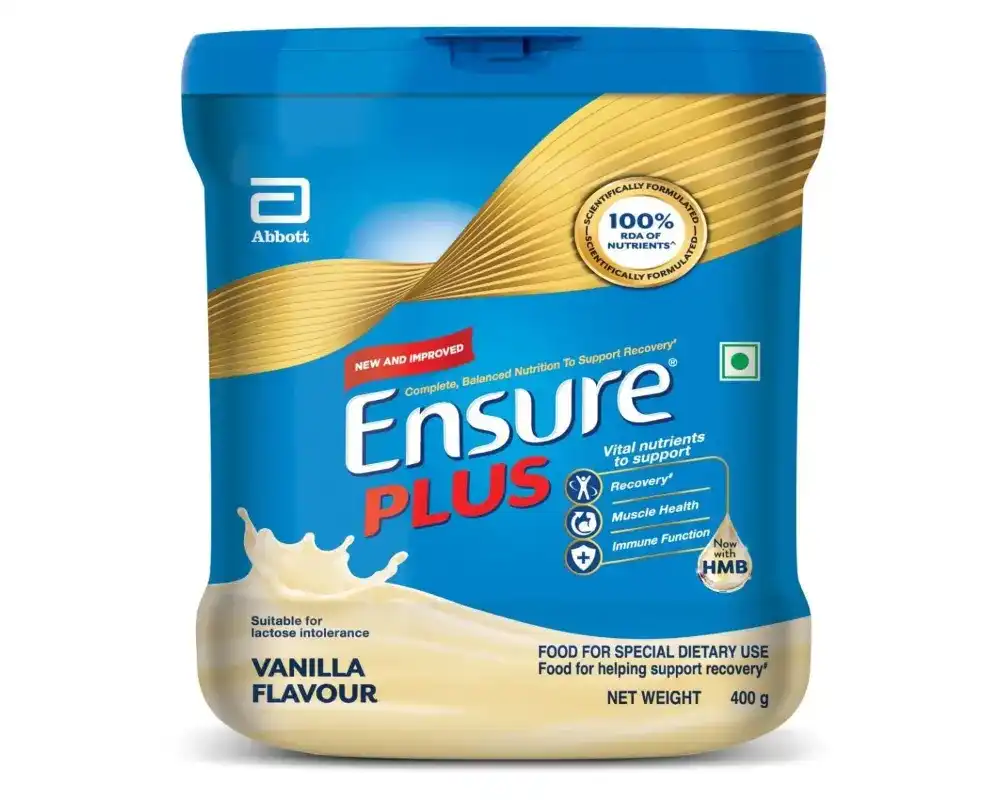 Abbott
SCIENTIFICALLY FORMULATED
100%
RDA OF
NUTRIENTS^
SCIENTIFICALLY FORMULATED
NEW AND IMPROVED
Complete, Balanced Nutrition To Support Recovery#
Ensure®
PLUS
Vital nutrients
to support
Recovery#
Muscle Health
Immune Function
Now
with
HMB
Suitable for
lactose intolerance
VANILLA
FLAVOUR
FOOD FOR SPECIAL DIETARY USE
Food for helping support recovery#
NET WEIGHT 400 g